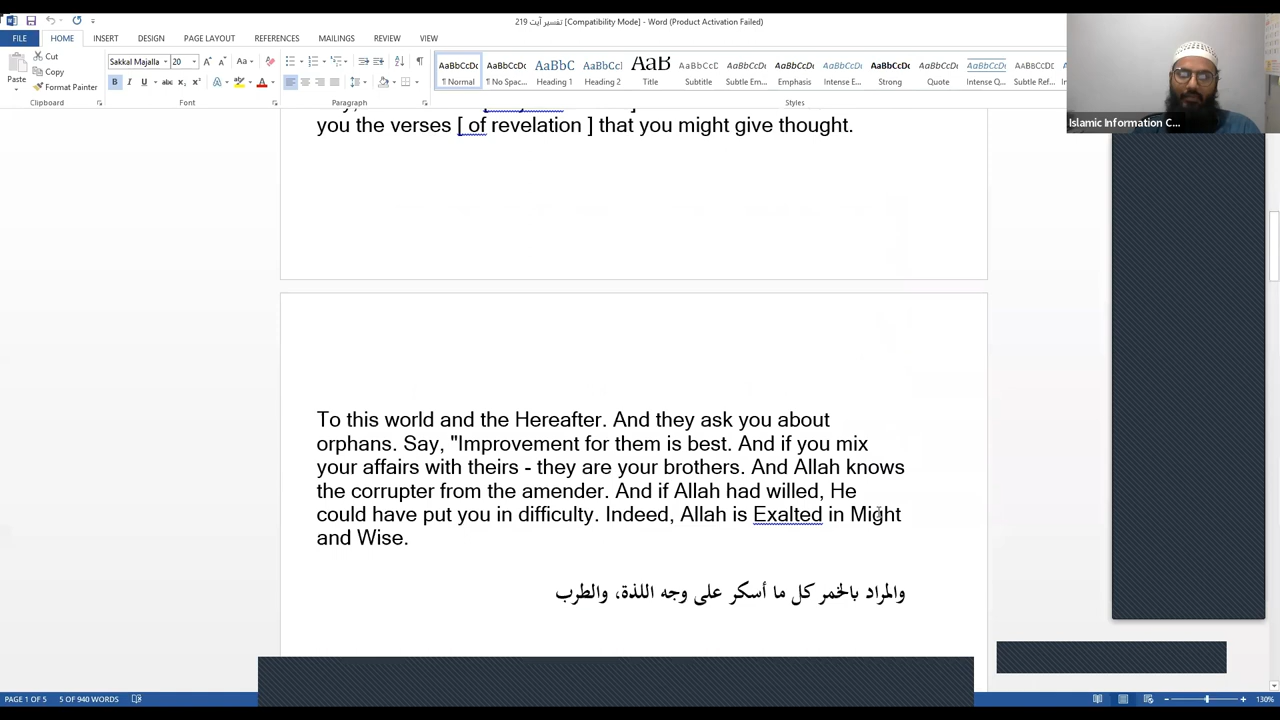 تفسير آيت 219 [Compatibility Mode] - Word (Product Activation Failed)
FILE HOME INSERT DESIGN PAGE LAYOUT REFERENCES MAILINGS REVIEW VIEW
Cut
Copy
Format Painter
Paste
Sakkal Majalla 20
B I U abc X₂ X² A
Aa
AaBbCcDc AaBbCcDc AaBbC AaBbCcI AaB AaBbCcD AaBbCcDc AaBbCcDc AaBbCcDc AaBbCcDc AaBbCcDc AaBbCcDc AaBbCcDc
¶ Normal ¶ No Spac... Heading 1 Heading 2 Title Subtitle Subtle Em... Emphasis Intense E... Strong Quote Intense Q... Subtle Ref...
Clipboard Font Paragraph Styles
Islamic Information C...
you the verses [ of revelation ] that you might give thought.
To this world and the Hereafter. And they ask you about
orphans. Say, "Improvement for them is best. And if you mix
your affairs with theirs - they are your brothers. And Allah knows
the corrupter from the amender. And if Allah had willed, He
could have put you in difficulty. Indeed, Allah is Exalted in Might
and Wise.
والمراد بالخمر كل ما أسكر على وجه اللذة، والطرب
PAGE 1 OF 5 5 OF 940 WORDS
130%